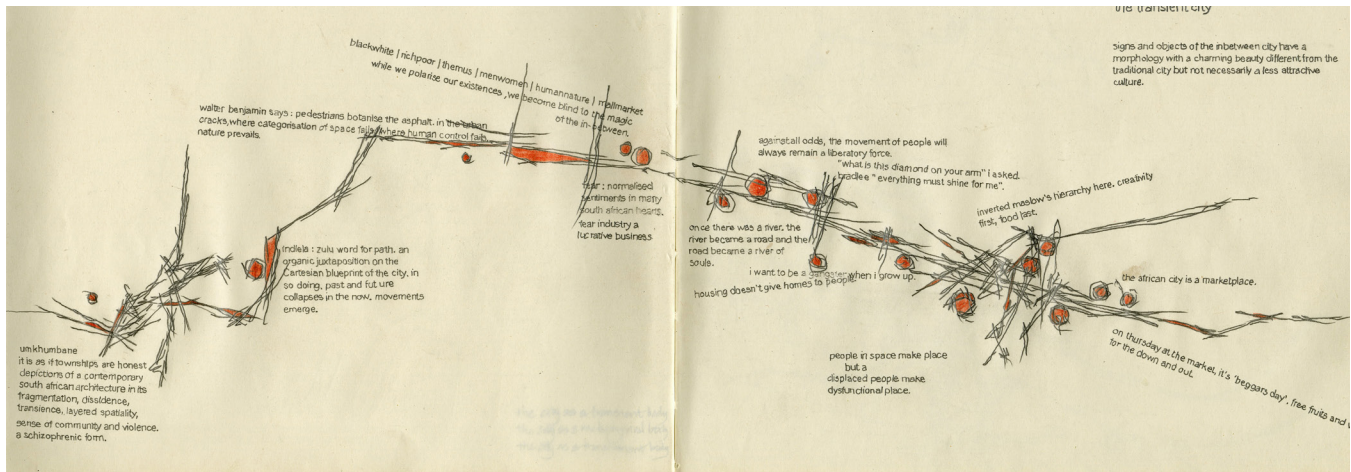 the transient city
signs and objects of the inbetween city have a
morphology with a charming beauty different from the
traditional city but not necessarily a less attractive
culture.
blackwhite | richpoor | themus | menwomen | humannature | mallmarket
while we polarise our existences, we become blind to the magic
of the in-between.
walter benjamin says : pedestrians botanise the asphalt. in the urban
cracks, where categorisation of space fails, where human control fails,
nature prevails.
fear : normalised
sentiments in many
south african hearts.
fear industry a
lucrative business
indlela : zulu word for path. an
organic juxtaposition on the
Cartesian blueprint of the city. in
so doing, past and future
collapses in the now. movements
emerge.
umkhumbane
it is as if townships are honest
depictions of a contemporary
south african architecture in its
fragmentation, dissidence,
transience, layered spatiality,
sense of community and violence.
a schizophrenic form.
against all odds, the movement of people will
always remain a liberatory force.
"what is this diamond on your arm" i asked.
bradlee "everything must shine for me".
inverted maslow's hierarchy here. creativity
first, food last.
once there was a river. the
river became a road and the
road became a river of
souls.
i want to be a gangster when i grow up.
housing doesn't give homes to people.
the african city is a marketplace.
people in space make place
but a
displaced people make
dysfunctional place.
on thursday at the market, it's 'beggars day'. free fruits and
for the down and out.